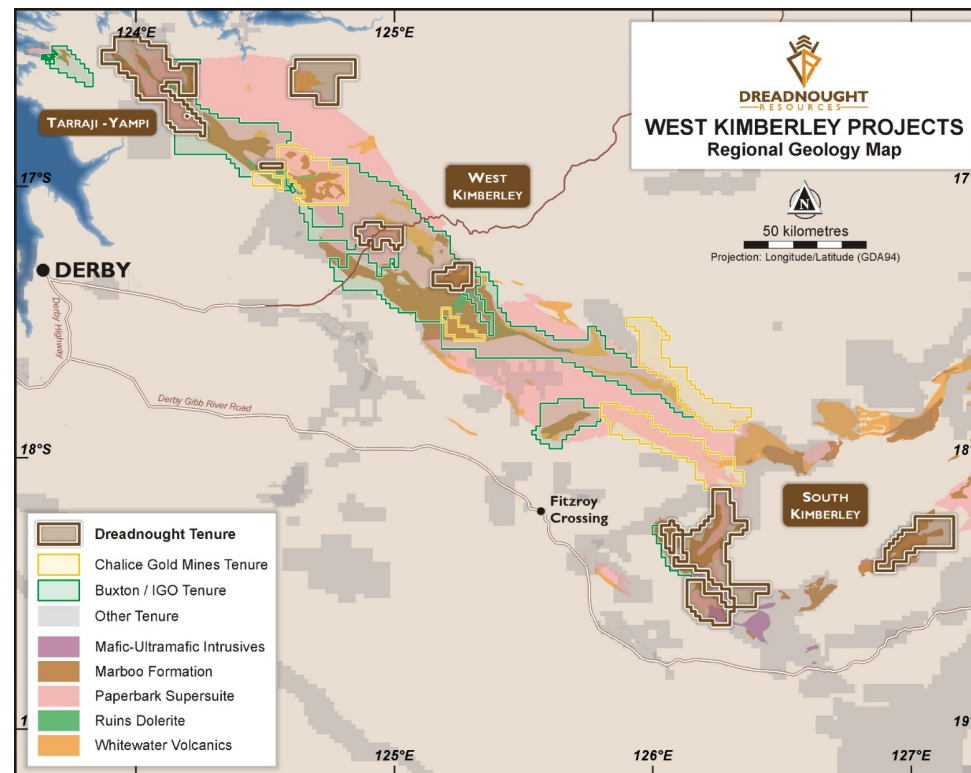 124°E
125°E
DREADNOUGHT
RESOURCES
WEST KIMBERLEY PROJECTS
Regional Geology Map
TARRAJI -YAMPI
17°S
WEST
KIMBERLEY
N
50 kilometres
Projection: Longitude/Latitude (GDA94)
DERBY
Derby Highway
Derby Gibb River Road
18°S
Fitzroy
Crossing
SOUTH
KIMBERLEY
Dreadnought Tenure
Chalice Gold Mines Tenure
Buxton / IGO Tenure
Other Tenure
Mafic-Ultramafic Intrusives
Marboo Formation
Paperbark Supersuite
Ruins Dolerite
Whitewater Volcanics
125°E
126°E
127°E